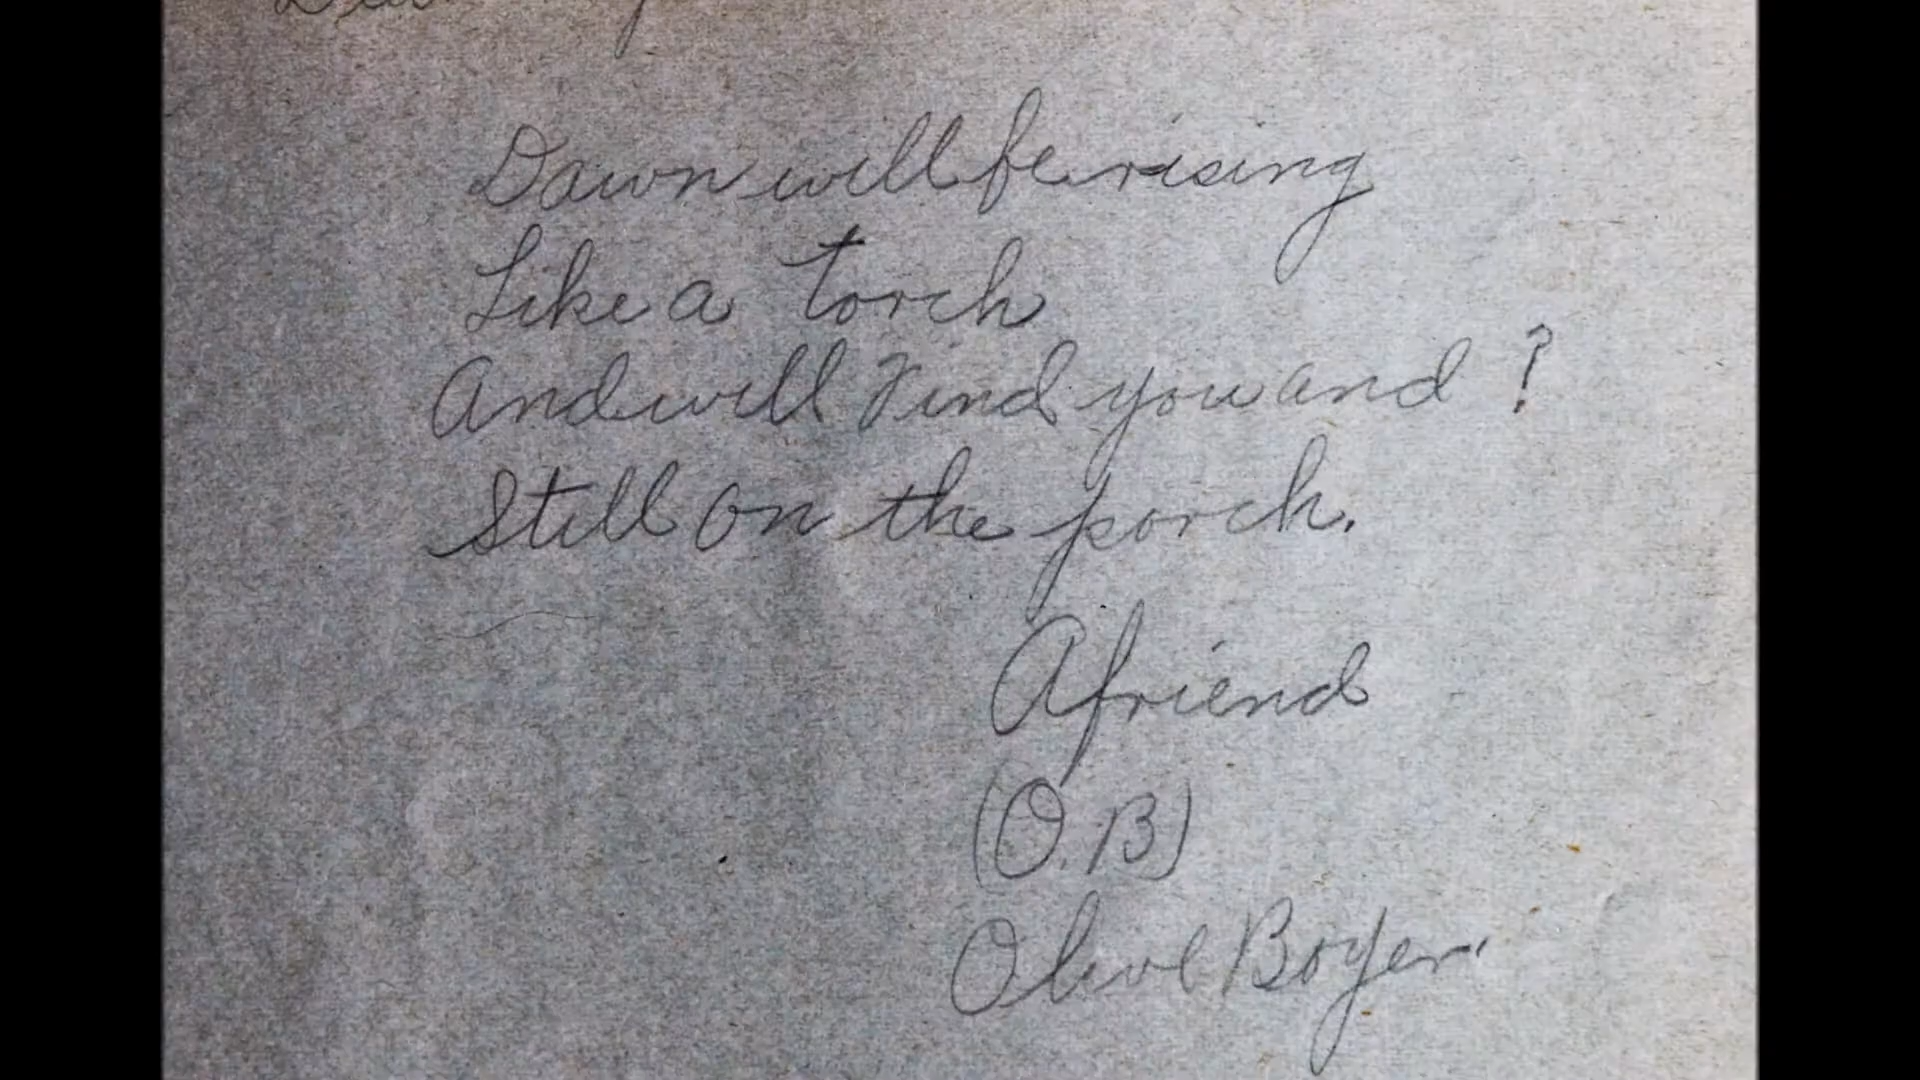 Dawn will be rising
Like a torch
And will Find you and ?
Still on the porch.
A friend
(O. B)
Olive Boyer.